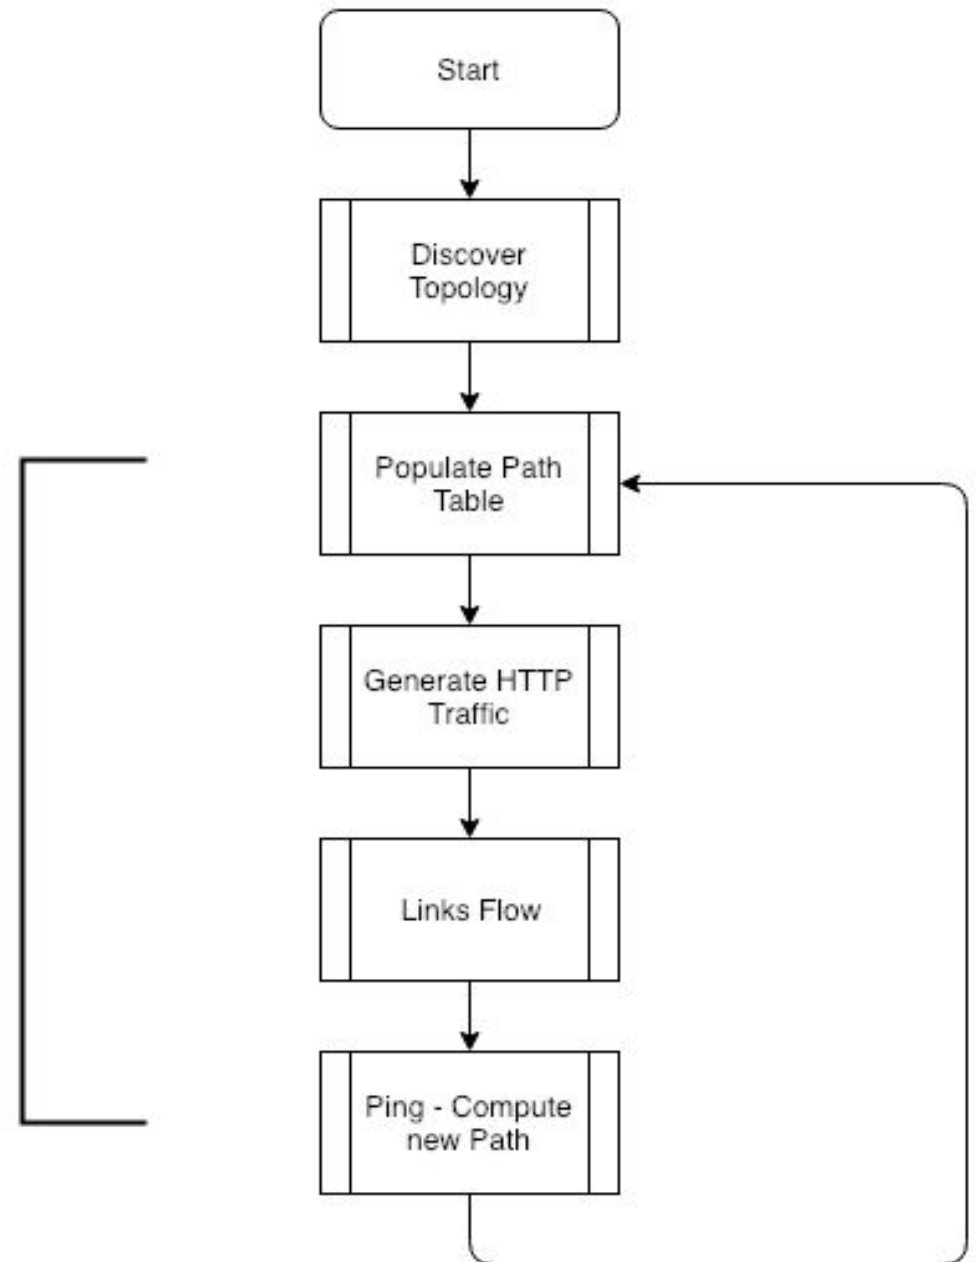 Start
Discover
Topology
Populate Path
Table
Generate HTTP
Traffic
Links Flow
Ping - Compute
new Path